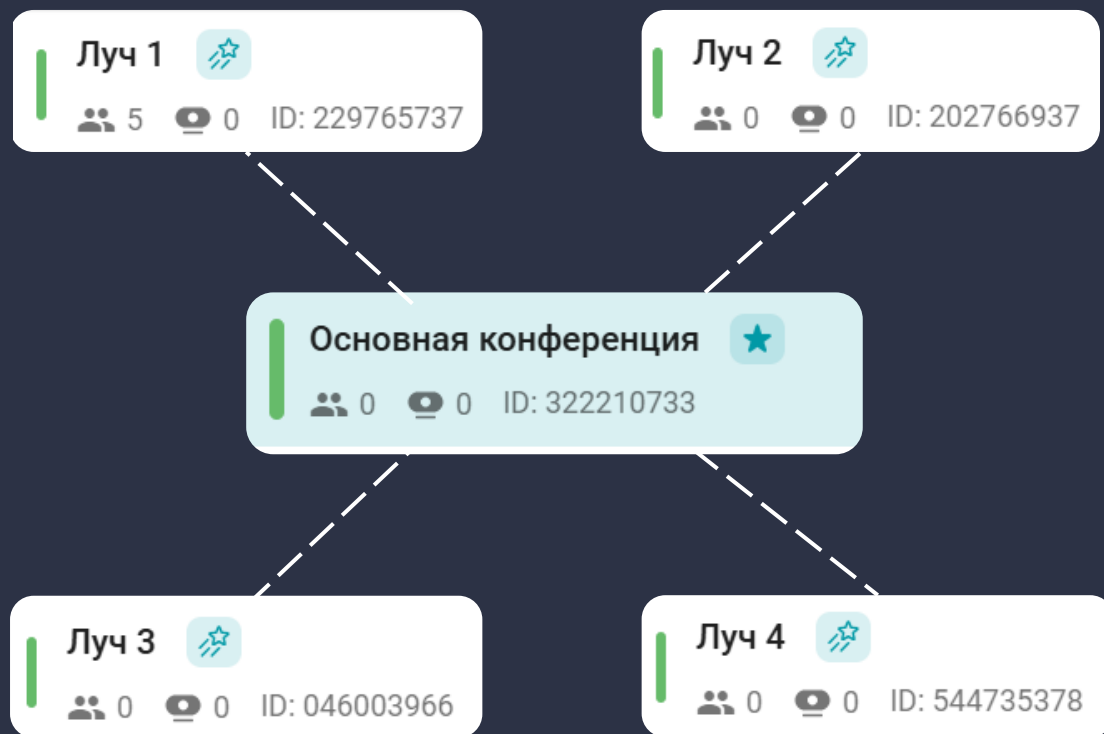 Луч 1
5 0 ID: 229765737
Луч 2
0 0 ID: 202766937
Основная конференция
0 0 ID: 322210733
Луч 3
0 0 ID: 046003966
Луч 4
0 0 ID: 544735378